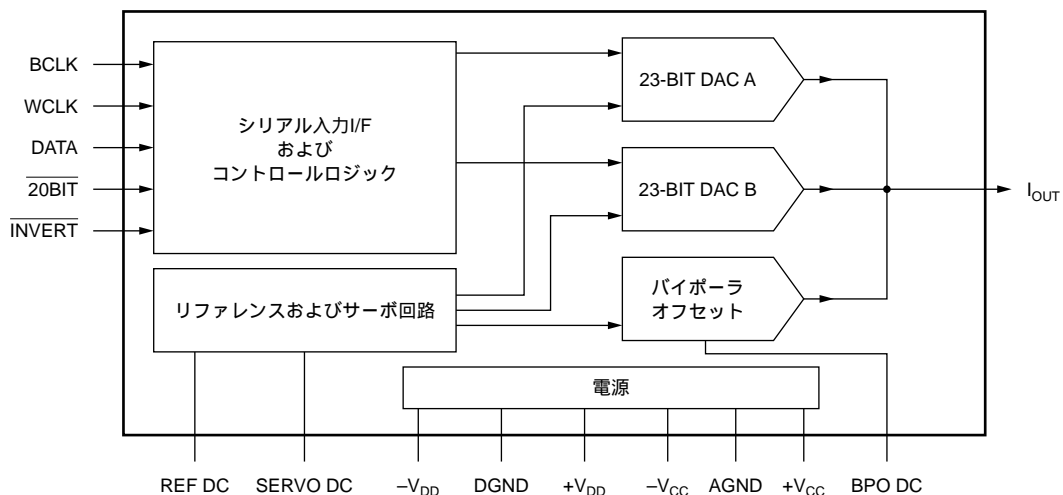 BCLK
WCLK
DATA
20BIT
INVERT
シリアル入力I/F
および
コントロールロジック
リファレンスおよびサーボ回路
23-BIT DAC A
23-BIT DAC B
バイポーラ
オフセット
IOUT
電源
REF DC
SERVO DC
–VDD
DGND
+VDD
–VCC
AGND
+VCC
BPO DC